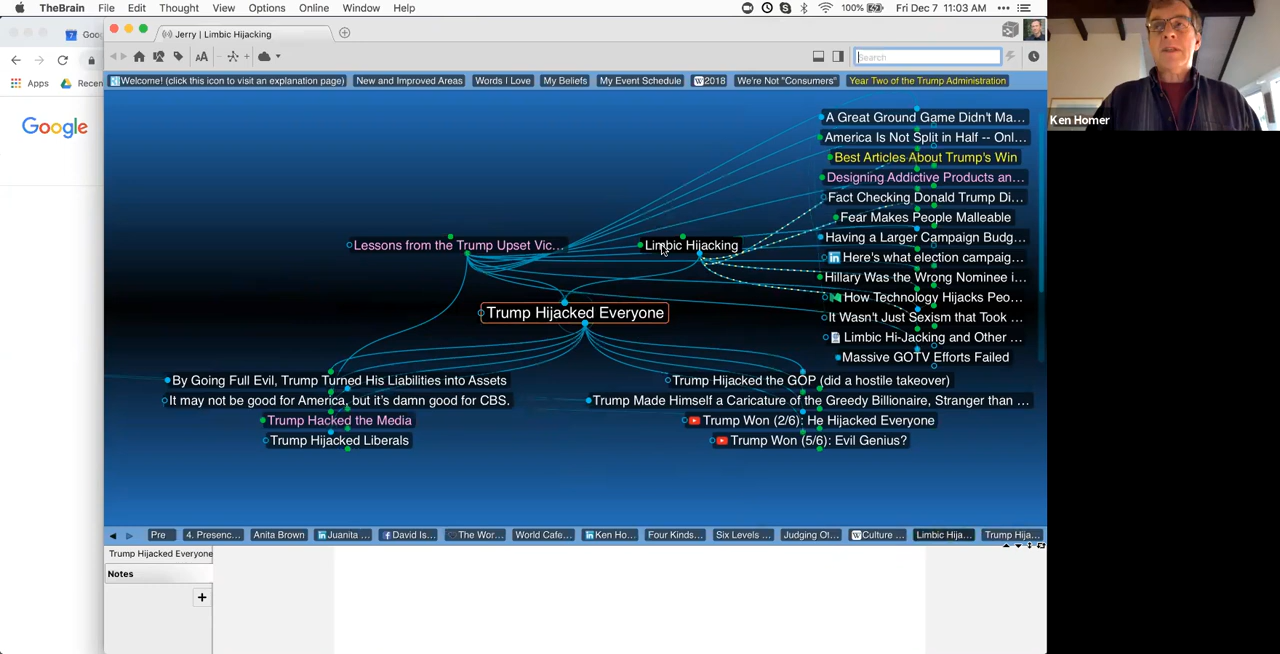 TheBrain File Edit Thought View Options Online Window Help 100% Fri Dec 7 11:03 AM
Goo
Jerry | Limbic Hijacking
Apps
Recen
AA
Search
Welcome! (click this icon to visit an explanation page) New and Improved Areas Words I Love My Beliefs My Event Schedule W 2018 We're Not "Consumers" Year Two of the Trump Administration
Google
Ken Homer
A Great Ground Game Didn't Ma...
America Is Not Split in Half -- Onl...
Best Articles About Trump's Win
Designing Addictive Products an...
Fact Checking Donald Trump Di...
Fear Makes People Malleable
Having a Larger Campaign Budg...
Here's what election campaig...
Hillary Was the Wrong Nominee i...
How Technology Hijacks Peo...
It Wasn't Just Sexism that Took ...
Limbic Hi-Jacking and Other ...
Massive GOTV Efforts Failed
Lessons from the Trump Upset Vic...
Limbic Hijacking
Trump Hijacked Everyone
By Going Full Evil, Trump Turned His Liabilities into Assets
It may not be good for America, but it's damn good for CBS.
Trump Hacked the Media
Trump Hijacked Liberals
Trump Hijacked the GOP (did a hostile takeover)
Trump Made Himself a Caricature of the Greedy Billionaire, Stranger than ...
Trump Won (2/6): He Hijacked Everyone
Trump Won (5/6): Evil Genius?
Pre 4. Presenc... Anita Brown Juanita ... David Is... The Wor... World Cafe... Ken Ho... Four Kinds... Six Levels ... Judging Ot... W Culture ... Limbic Hija... Trump Hija...
Trump Hijacked Everyone
Notes